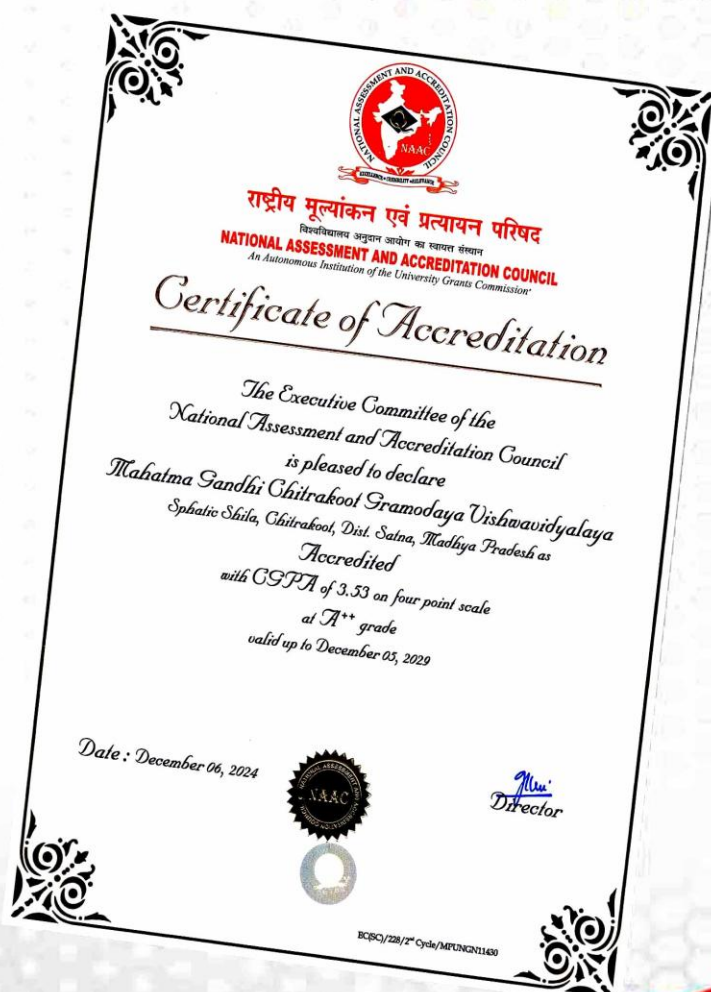 NATIONAL ASSESSMENT AND ACCREDITATION COUNCIL
NAAC
EXCELLENCE • CREDIBILITY • RELEVANCE
राष्ट्रीय मूल्यांकन एवं प्रत्यायन परिषद
विश्वविद्यालय अनुदान आयोग का स्वायत्त संस्थान
NATIONAL ASSESSMENT AND ACCREDITATION COUNCIL
An Autonomous Institution of the University Grants Commission
Certificate of Accreditation
The Executive Committee of the
National Assessment and Accreditation Council
is pleased to declare
Mahatma Gandhi Chitrakoot Gramodaya Vishwavidyalaya
Sphatic Shila, Chitrakoot, Dist. Satna, Madhya Pradesh as
Accredited
with CGPA of 3.53 on four point scale
at A++ grade
valid up to December 05, 2029
Date : December 06, 2024
NAAC
Director
EC(SC)/228/2nd Cycle/MPUNGN11430